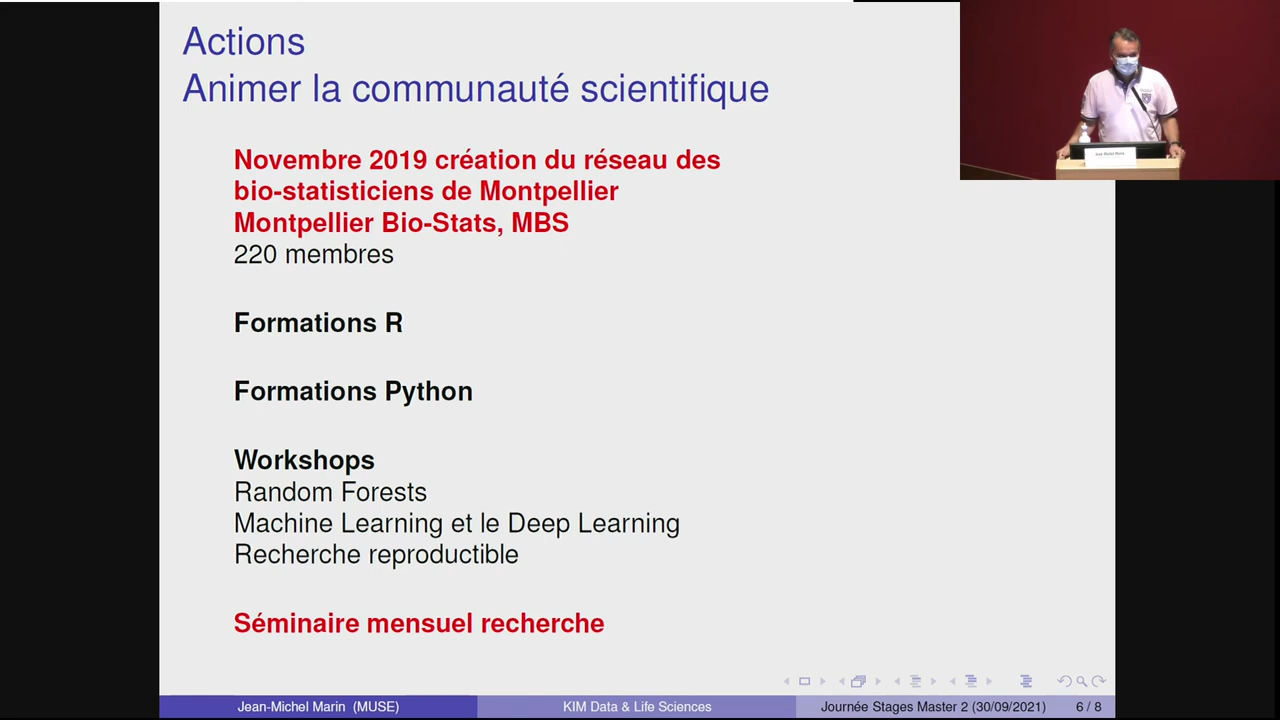 Actions
Animer la communauté scientifique
Novembre 2019 création du réseau des
bio-statisticiens de Montpellier
Montpellier Bio-Stats, MBS
220 membres
Formations R
Formations Python
Workshops
Random Forests
Machine Learning et le Deep Learning
Recherche reproductible
Séminaire mensuel recherche
Jean-Michel Marin (MUSE)
KIM Data & Life Sciences
Journée Stages Master 2 (30/09/2021)
6 / 8